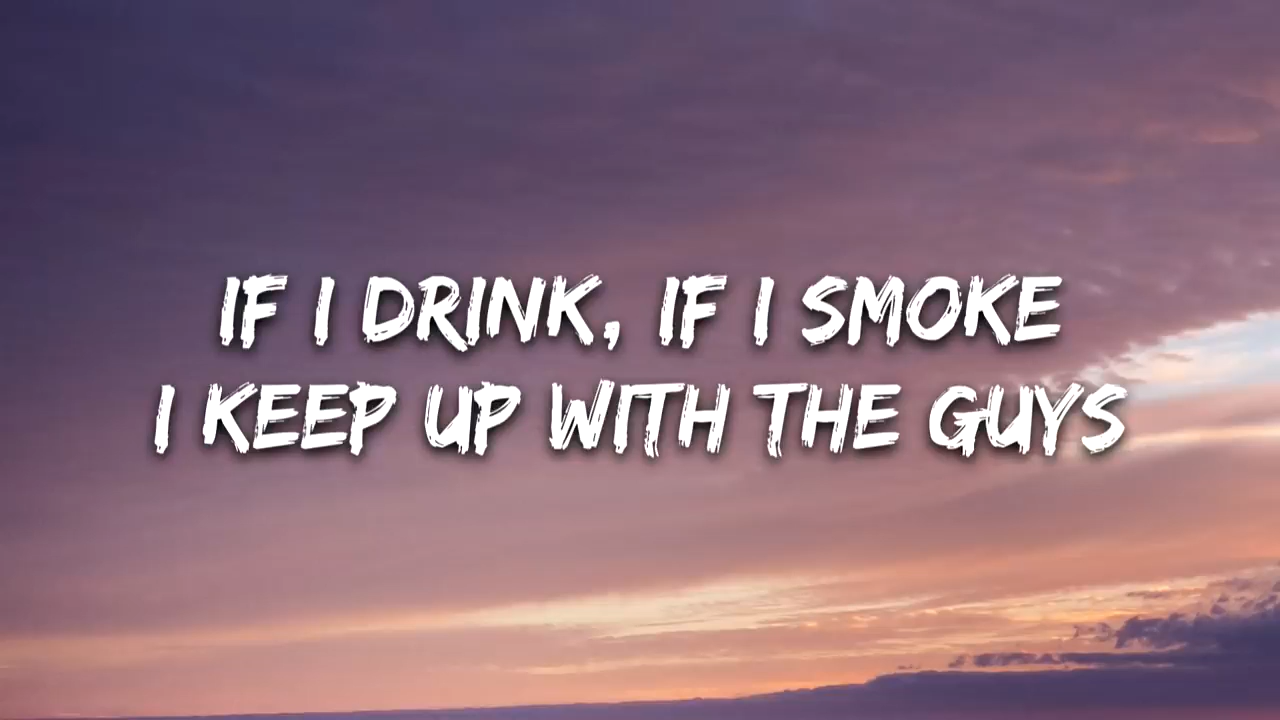 IF I DRINK, IF I SMOKE
I KEEP UP WITH THE GUYS